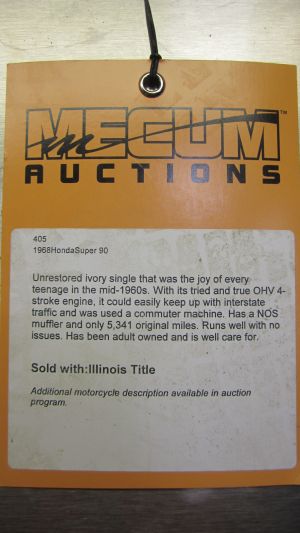 MECUM™
AUCTIONS
405
1968HondaSuper 90
Unrestored ivory single that was the joy of every
teenage in the mid-1960s. With its tried and true OHV 4-
stroke engine, it could easily keep up with interstate
traffic and was used a commuter machine. Has a NOS
muffler and only 5,341 original miles. Runs well with no
issues. Has been adult owned and is well care for.
Sold with:Illinois Title
Additional motorcycle description available in auction
program.